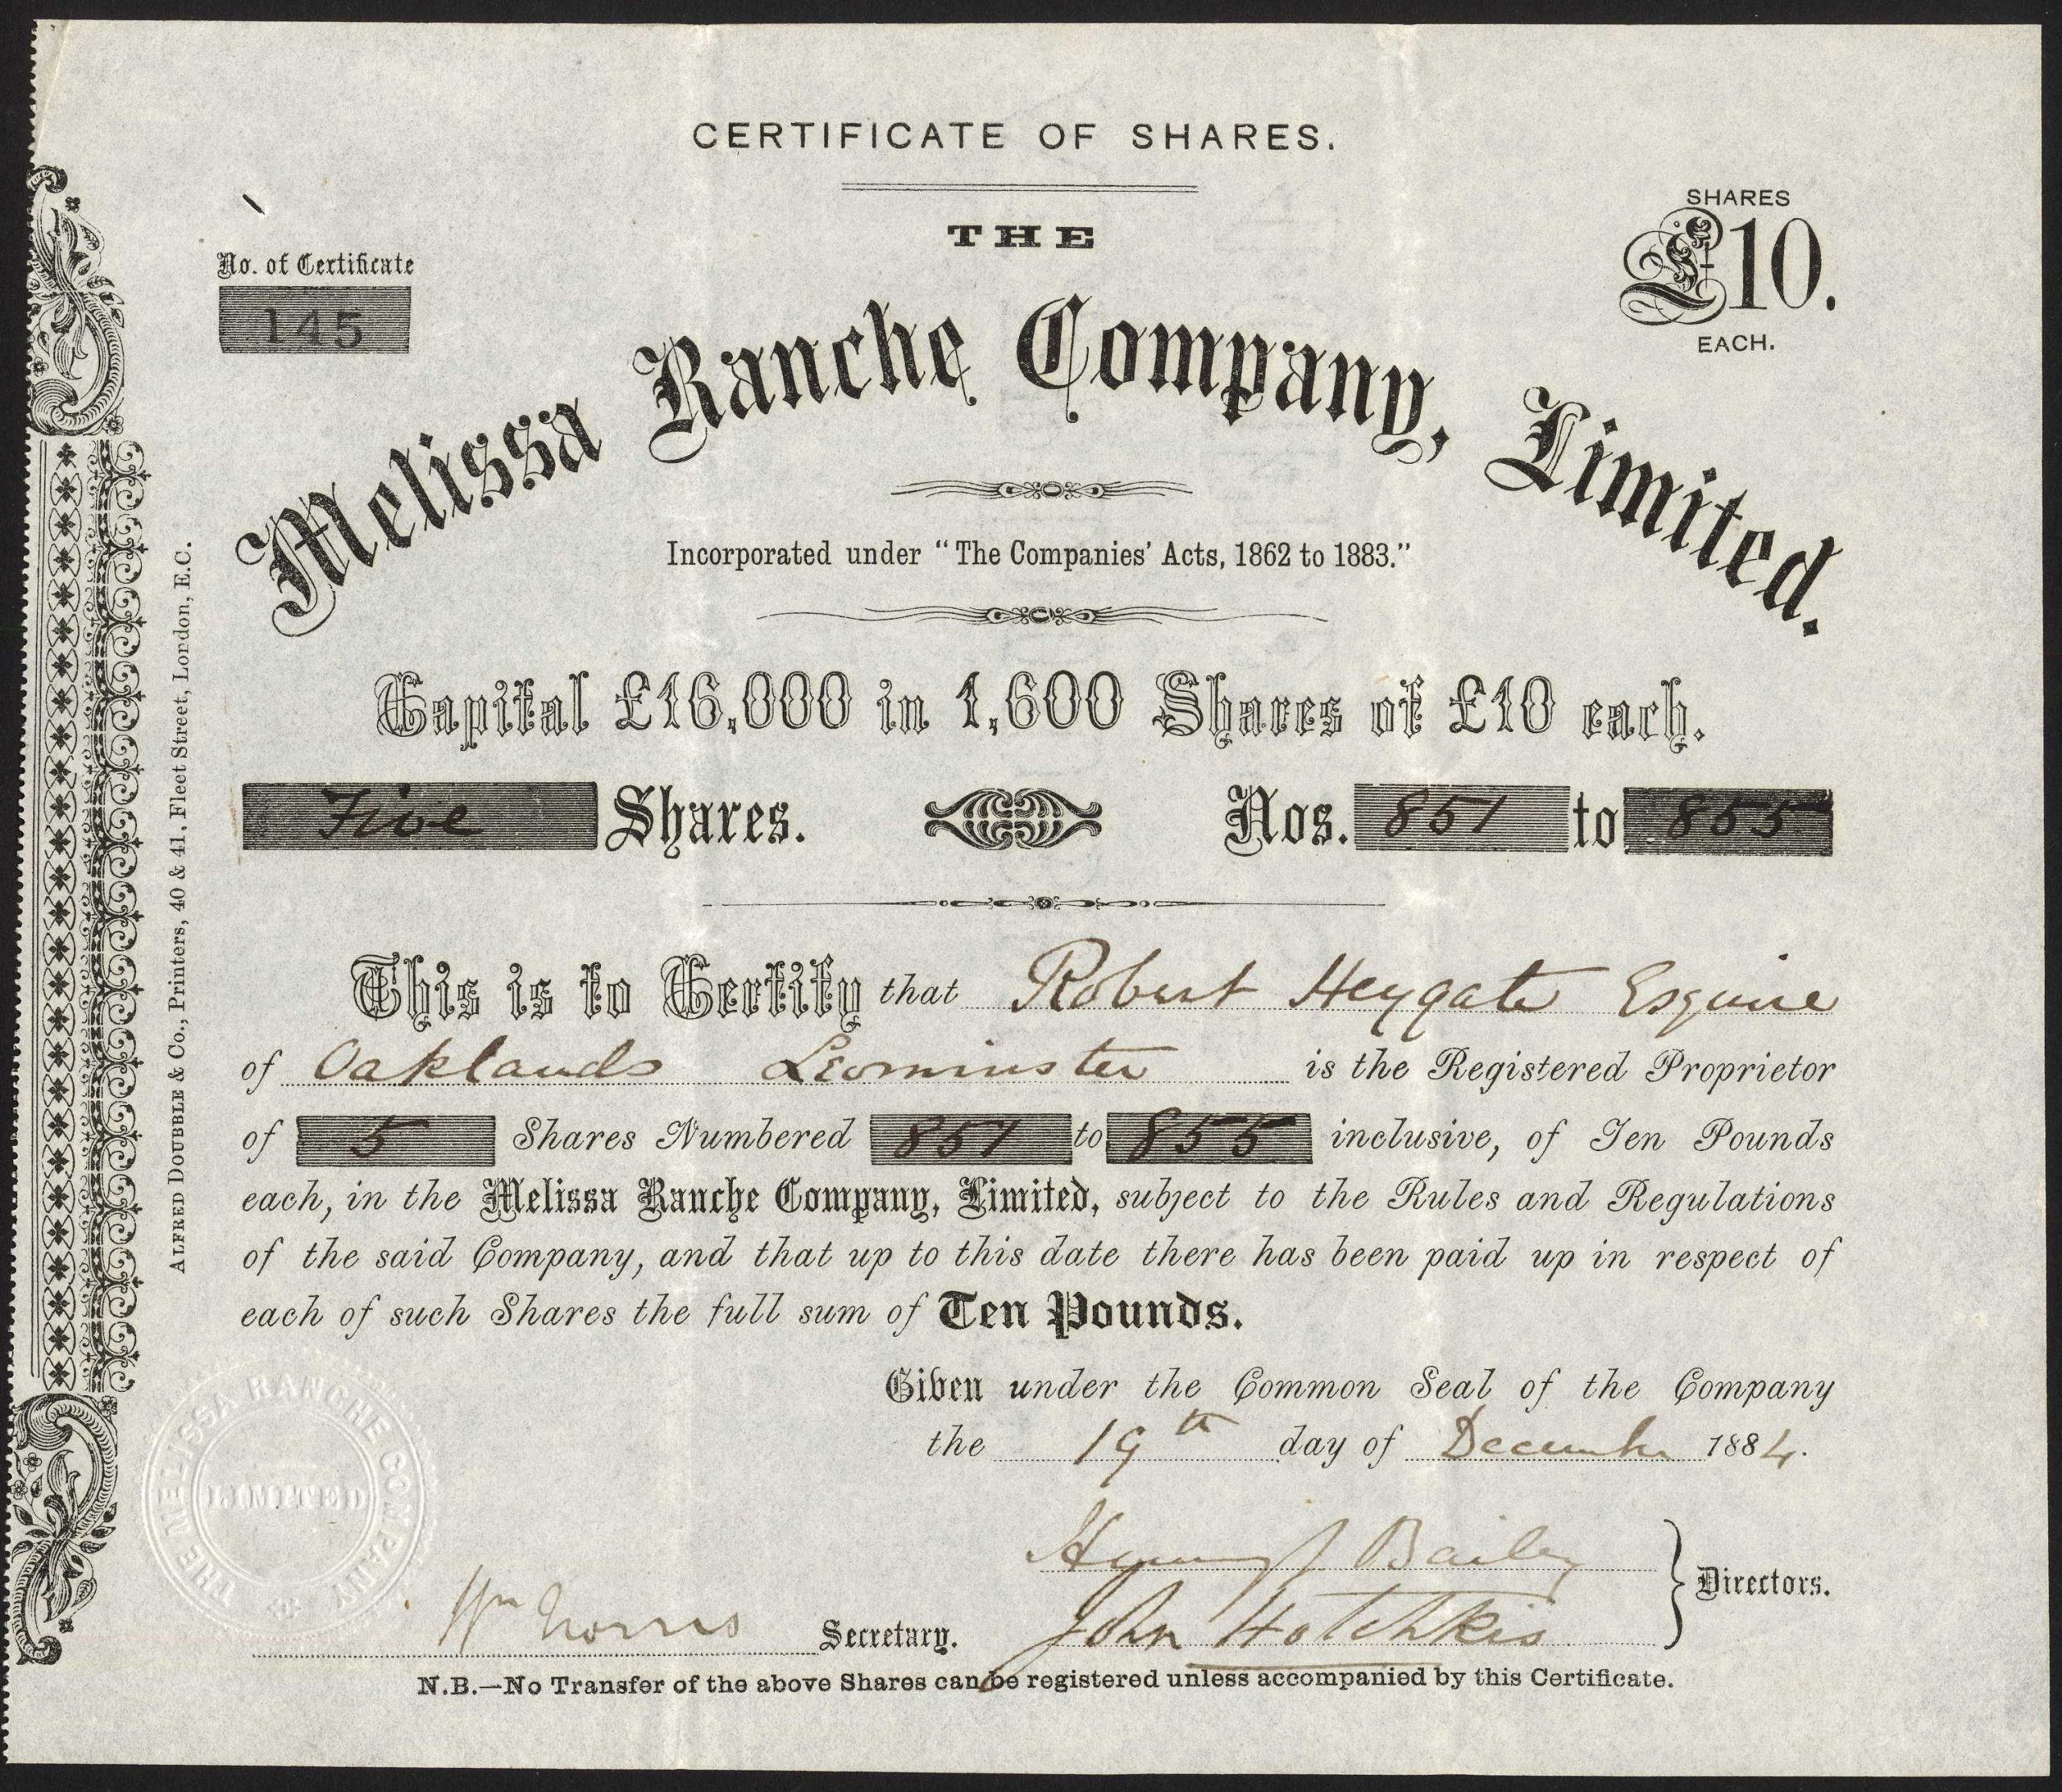 CERTIFICATE OF SHARES.
THE
No. of Certificate
145
SHARES
£10.
EACH.
Melissa Ranche Company, Limited.
Incorporated under "The Companies' Acts, 1862 to 1883."
Capital £16,000 in 1,600 Shares of £10 each.
Five Shares. Nos. 851 to 855
This is to Certify that Robert Heygate Esquire
of Oaklands Leominster is the Registered Proprietor
of 5 Shares Numbered 851 to 855 inclusive, of Ten Pounds
each, in the Melissa Ranche Company, Limited, subject to the Rules and Regulations
of the said Company, and that up to this date there has been paid up in respect of
each of such Shares the full sum of Ten Pounds.
Given under the Common Seal of the Company
the 19th day of December 1884.
Bailey
John Hotchkis
Directors.
Wm Norris Secretary.
N.B.—No Transfer of the above Shares can be registered unless accompanied by this Certificate.
THE MELISSA RANCHE COMPANY
LIMITED
ALFRED DOUBBLE & Co., Printers, 40 & 41, Fleet Street, London, E.C.